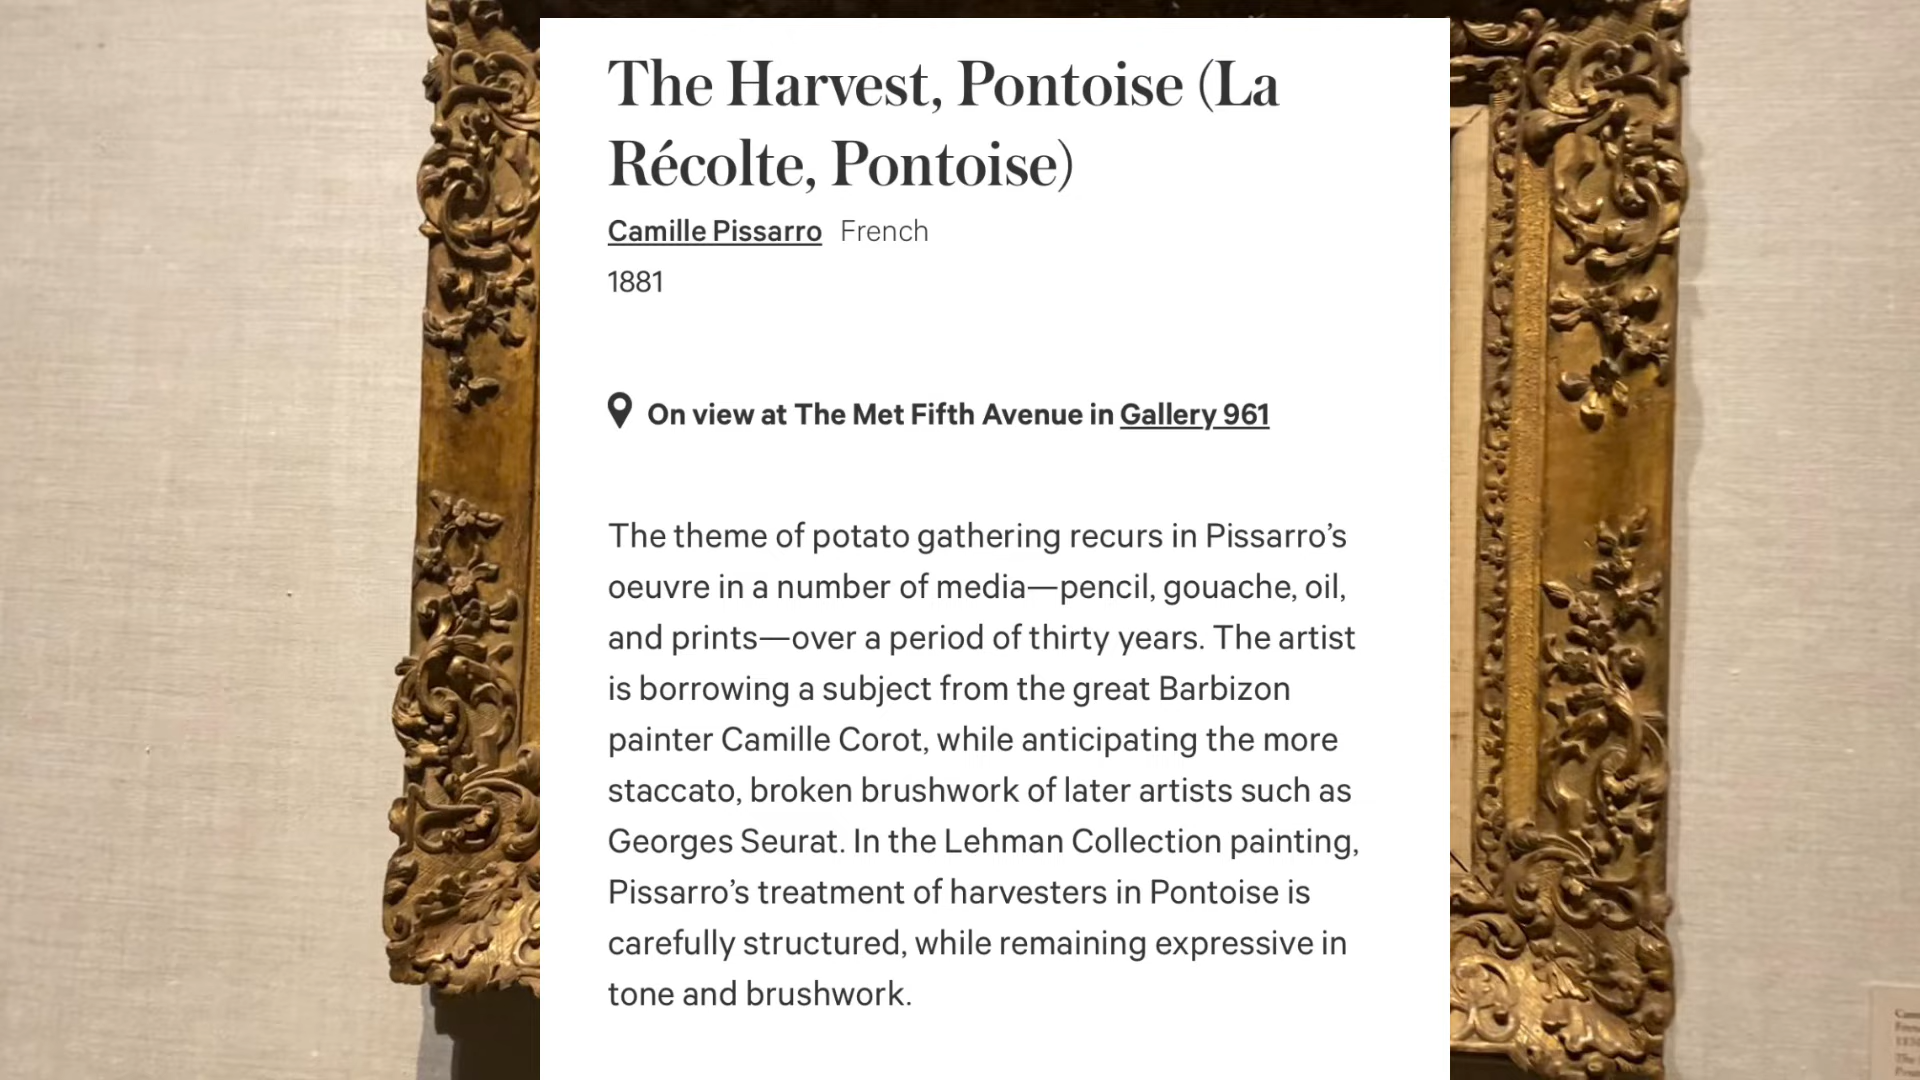 The Harvest, Pontoise (La
Récolte, Pontoise)
Camille Pissarro French
1881
On view at The Met Fifth Avenue in Gallery 961
The theme of potato gathering recurs in Pissarro’s
oeuvre in a number of media—pencil, gouache, oil,
and prints—over a period of thirty years. The artist
is borrowing a subject from the great Barbizon
painter Camille Corot, while anticipating the more
staccato, broken brushwork of later artists such as
Georges Seurat. In the Lehman Collection painting,
Pissarro’s treatment of harvesters in Pontoise is
carefully structured, while remaining expressive in
tone and brushwork.